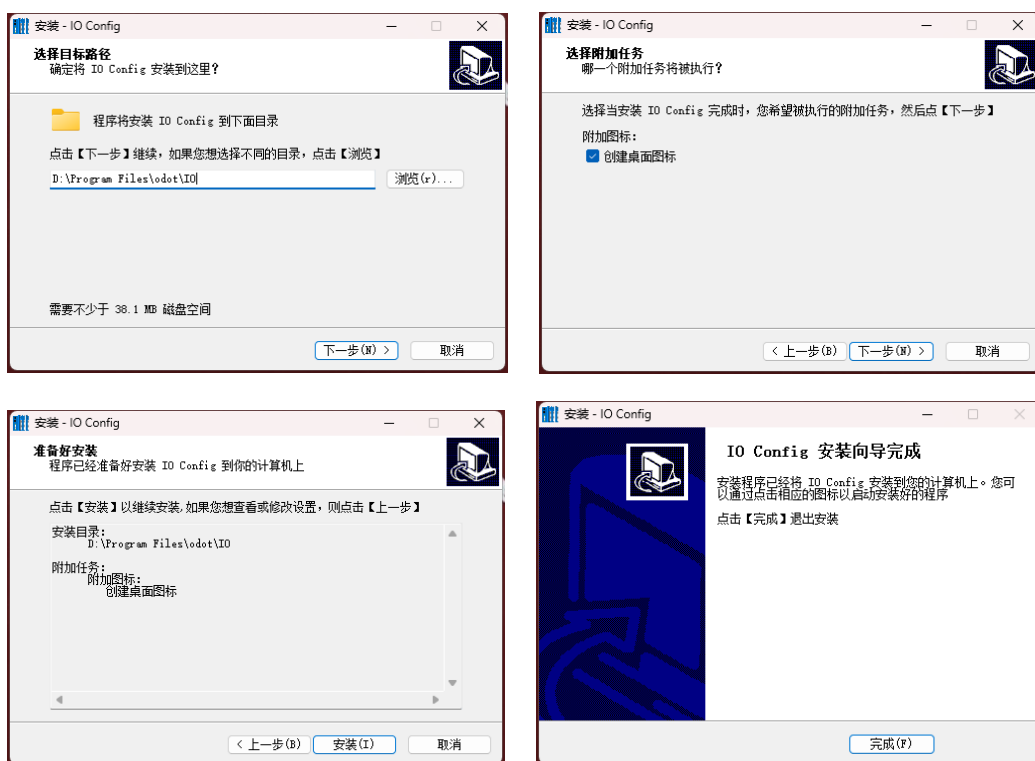 安装 - IO Config
选择目标路径
确定将 IO Config 安装到这里?
程序将安装 IO Config 到下面目录
点击【下一步】继续，如果您想选择不同的目录，点击【浏览】
D:\Program Files\odot\IO
浏览(r)...
需要不少于 38.1 MB 磁盘空间
下一步(N) >
取消
安装 - IO Config
选择附加任务
哪一个附加任务将被执行?
选择当安装 IO Config 完成时，您希望被执行的附加任务，然后点【下一步】
附加图标:
创建桌面图标
< 上一步(B)
下一步(N) >
取消
安装 - IO Config
准备好安装
程序已经准备好安装 IO Config 到你的计算机上
点击【安装】以继续安装,如果您想查看或修改设置，则点击【上一步】
安装目录:
D:\Program Files\odot\IO
附加任务:
附加图标:
创建桌面图标
< 上一步(B)
安装(I)
取消
安装 - IO Config
IO Config 安装向导完成
安装程序已经将 IO Config 安装到您的计算机上。您可
以通过点击相应的图标以启动安装好的程序
点击【完成】退出安装
完成(F)